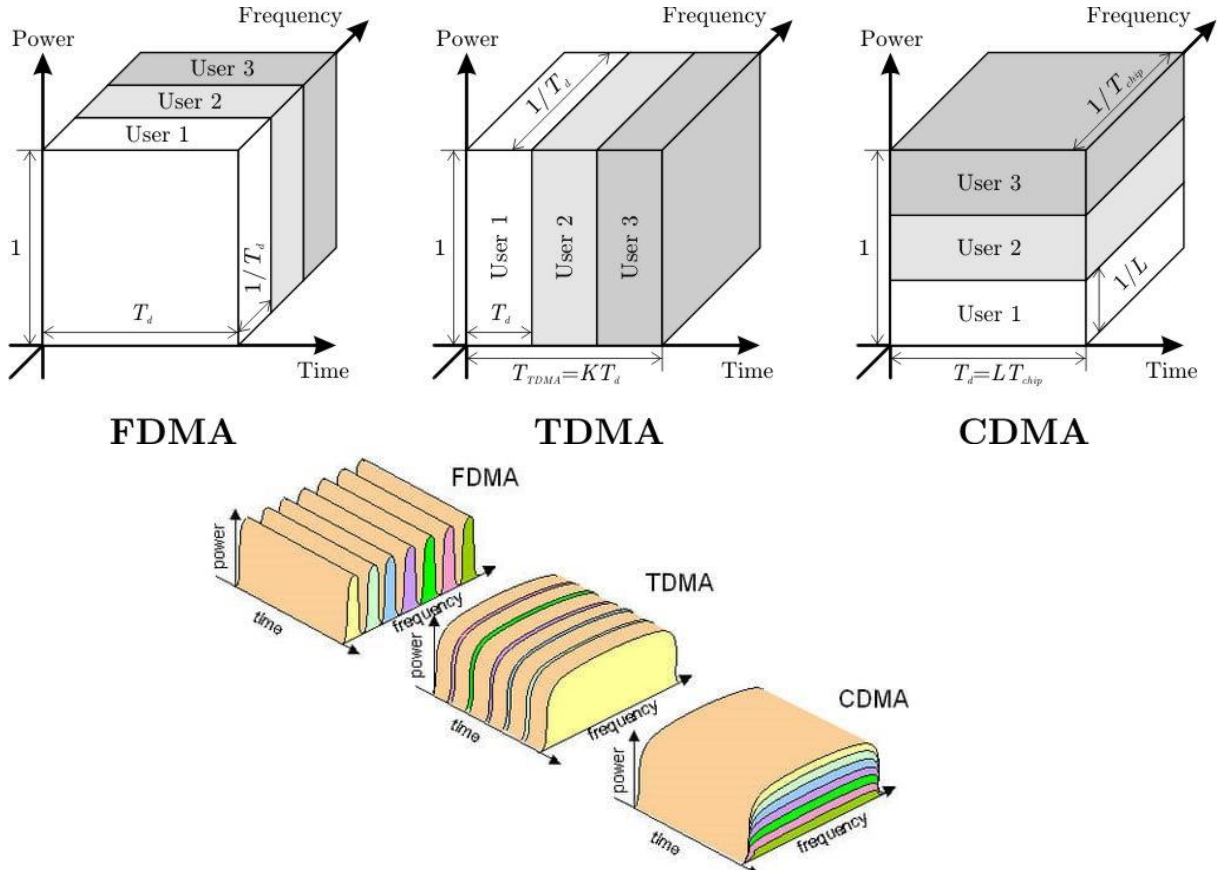 Frequency
Power
User 3
User 2
User 1
1
1/T_d
T_d
Time
FDMA
Frequency
Power
1/T_d
1
User 1
User 2
User 3
T_d
T_TDMA=KT_d
Time
TDMA
Frequency
Power
1/T_chip
User 3
1
User 2
1/L
User 1
T_d=LT_chip
Time
CDMA
FDMA
power
time
frequency
TDMA
power
time
frequency
CDMA
power
time
frequency